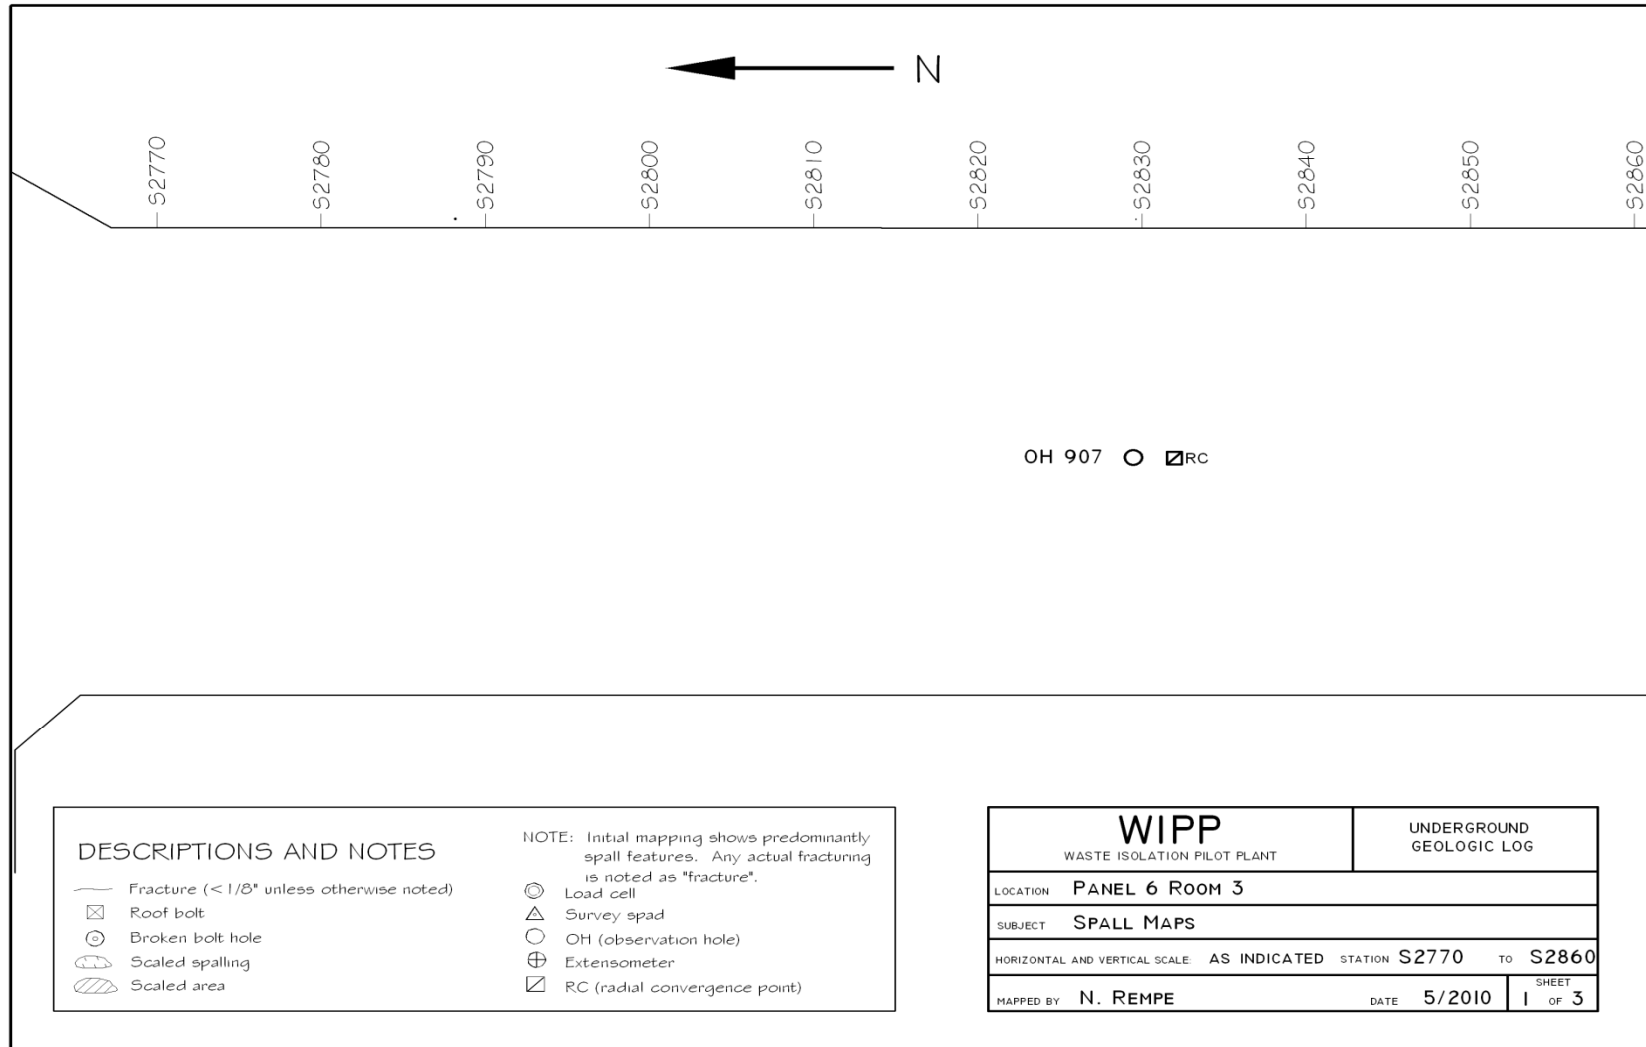 N
S2770
S2780
S2790
S2800
S2810
S2820
S2830
S2840
S2850
S2860
OH 907 RC
DESCRIPTIONS AND NOTES
Fracture (< 1/8" unless otherwise noted)
Roof bolt
Broken bolt hole
Scaled spalling
Scaled area
NOTE: Initial mapping shows predominantly
spall features. Any actual fracturing
is noted as "fracture".
Load cell
Survey spad
OH (observation hole)
Extensometer
RC (radial convergence point)
WIPP
WASTE ISOLATION PILOT PLANT
UNDERGROUND
GEOLOGIC LOG
LOCATION PANEL 6 ROOM 3
SUBJECT SPALL MAPS
HORIZONTAL AND VERTICAL SCALE: AS INDICATED STATION S2770 TO S2860
MAPPED BY N. REMPE DATE 5/2010
SHEET
1 OF 3